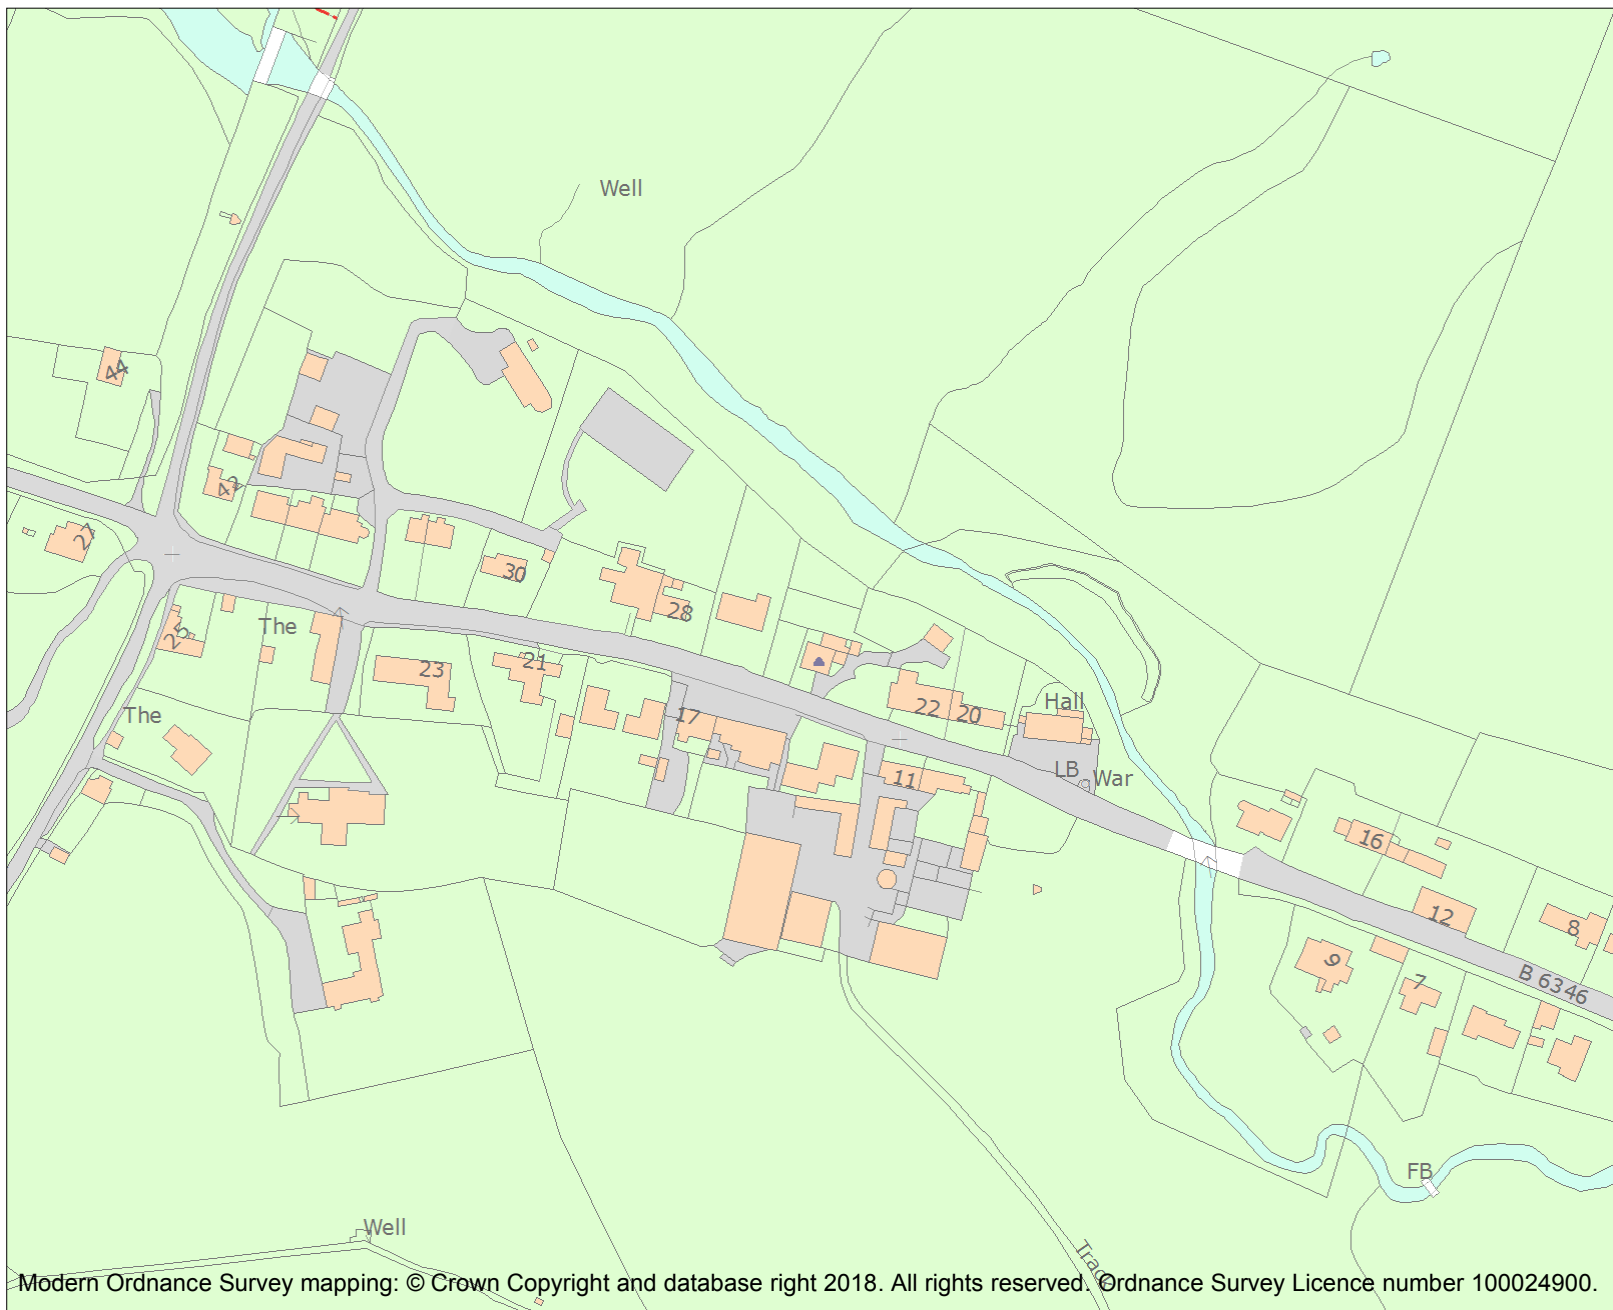 Well
44
42
27
30
28
The
25
23
21
The
17
22
20
Hall
11
LB
War
16
12
8
9
7
B 6346
FB
Well
Track
Modern Ordnance Survey mapping: © Crown Copyright and database right 2018. All rights reserved. Ordnance Survey Licence number 100024900.